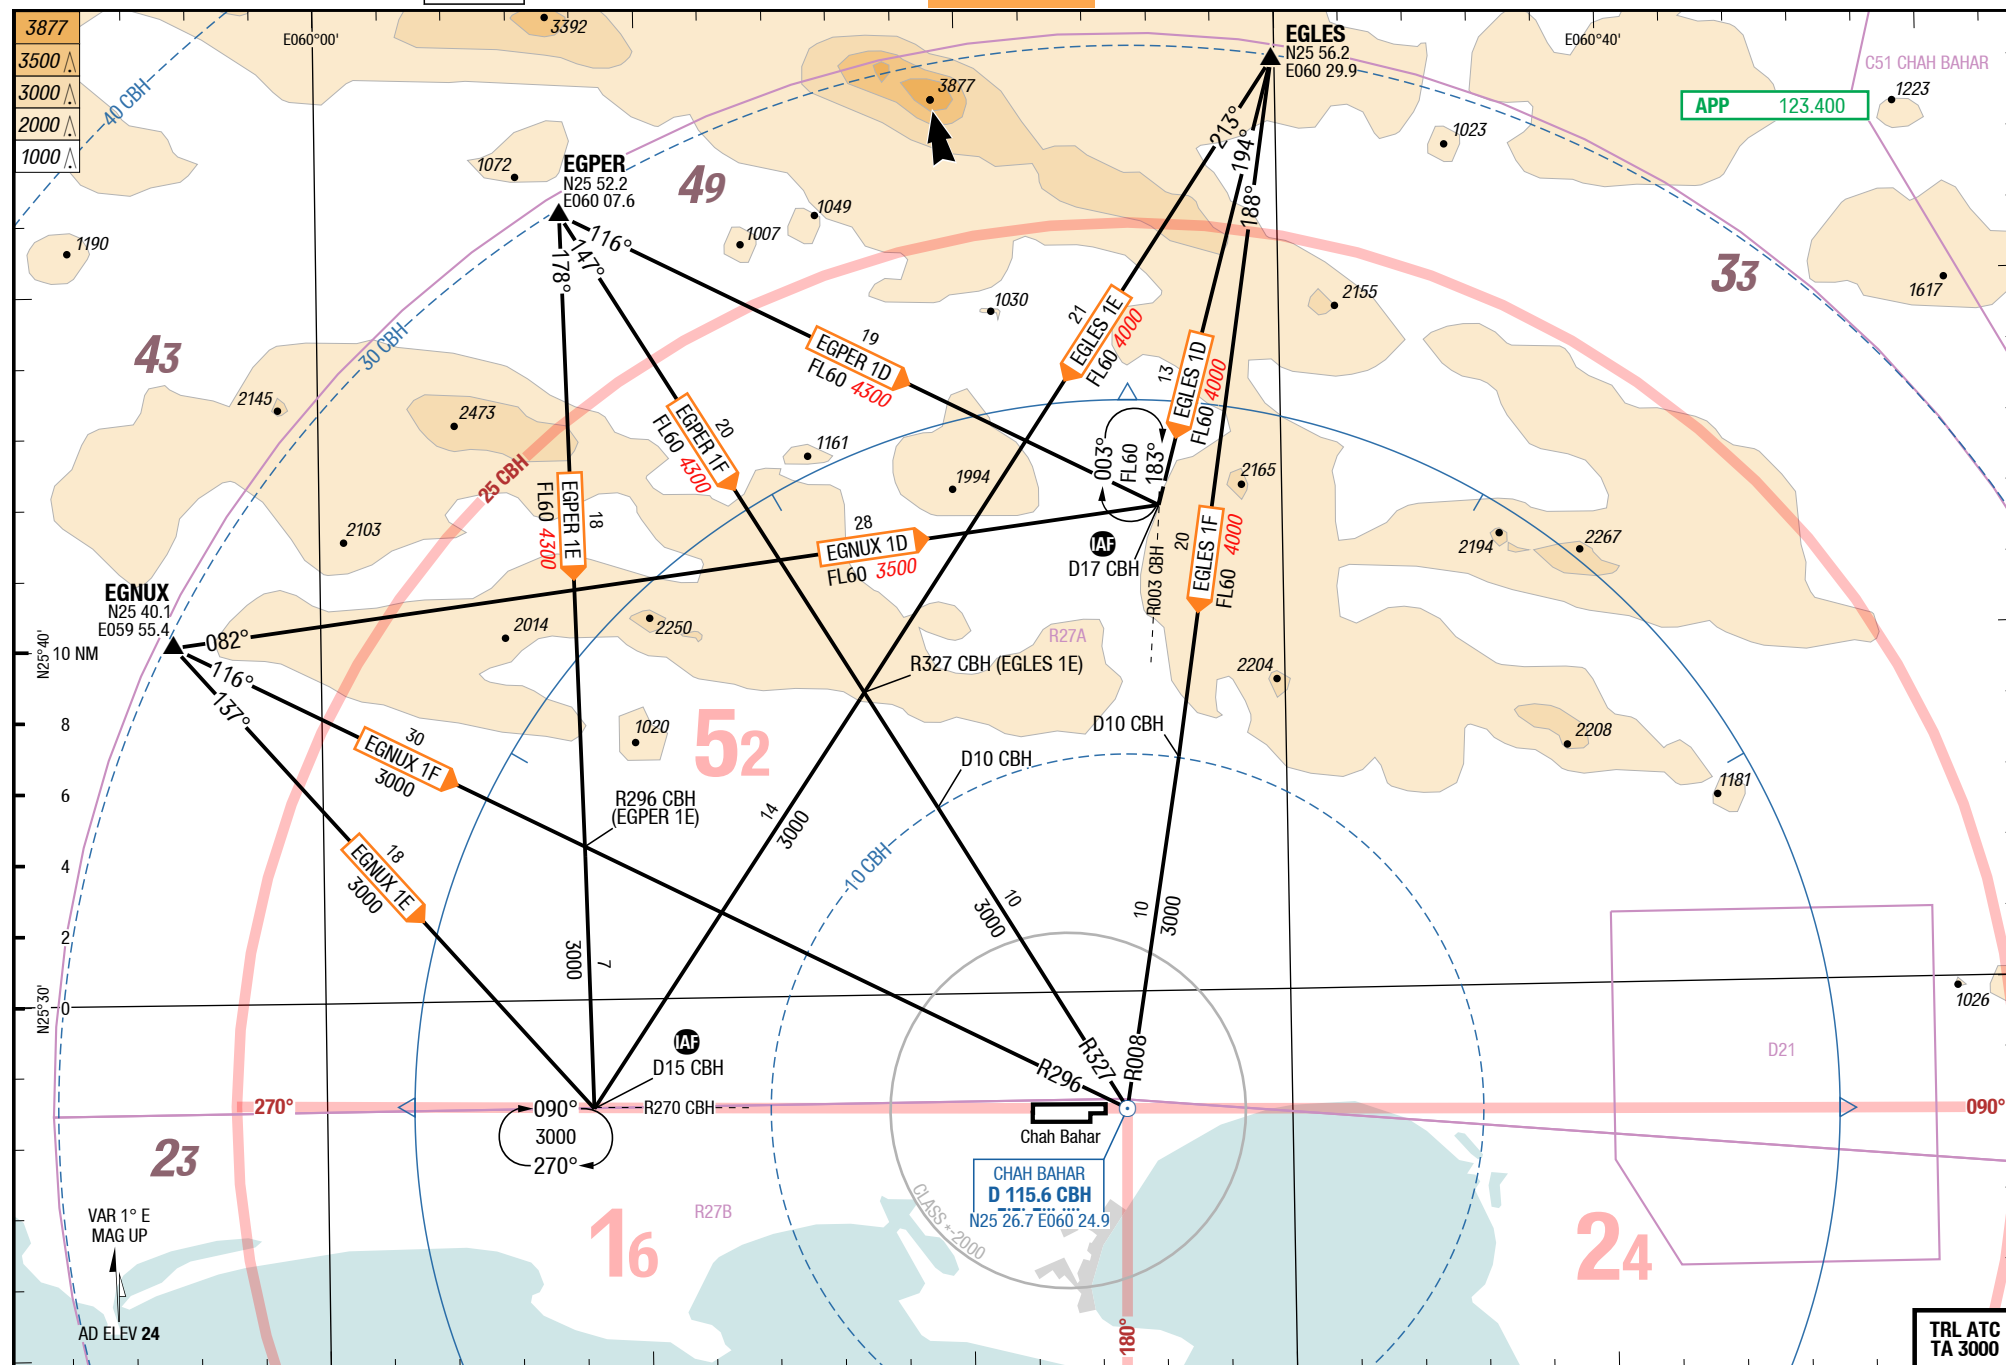 3877
3500
3000
2000
1000
E060°00'
3392
EGLES
N25 56.2
E060 29.9
E060°40'
C51 CHAH BAHAR
APP 123.400
1223
1023
3877
40 CBH
1072
EGPER
N25 52.2
E060 07.6
49
1049
1007
1190
116°
147°
178°
213°
194°
188°
33
1617
2155
1030
43
30 CBH
19
EGPER 1D
FL60 4300
21
EGLES 1E
FL60 4000
13
EGLES 1D
FL60 4000
2145
2473
25 CBH
20
EGPER 1F
FL60 4300
1161
1994
003°
FL60
183°
2165
18
EGPER 1E
FL60 4300
2103
28
EGNUX 1D
FL60 3500
IAF
D17 CBH
R003 CBH
20
EGLES 1F
FL60 4000
2194
2267
EGNUX
N25 40.1
E059 55.4
082°
116°
137°
2014
2250
R27A
R327 CBH (EGLES 1E)
2204
N25°40'
10 NM
8
6
4
2
0
N25°30'
30
EGNUX 1F
3000
1020
52
D10 CBH
D10 CBH
2208
1181
R296 CBH
(EGPER 1E)
14
3000
10 CBH
18
EGNUX 1E
3000
10
3000
10
3000
7
3000
1026
D21
IAF
D15 CBH
R270 CBH
R296
R327
R008
270°
090°
3000
270°
090°
Chah Bahar
CHAH BAHAR
D 115.6 CBH
N25 26.7 E060 24.9
CLASS *-2000
23
R27B
16
24
VAR 1° E
MAG UP
AD ELEV 24
180°
TRL ATC
TA 3000